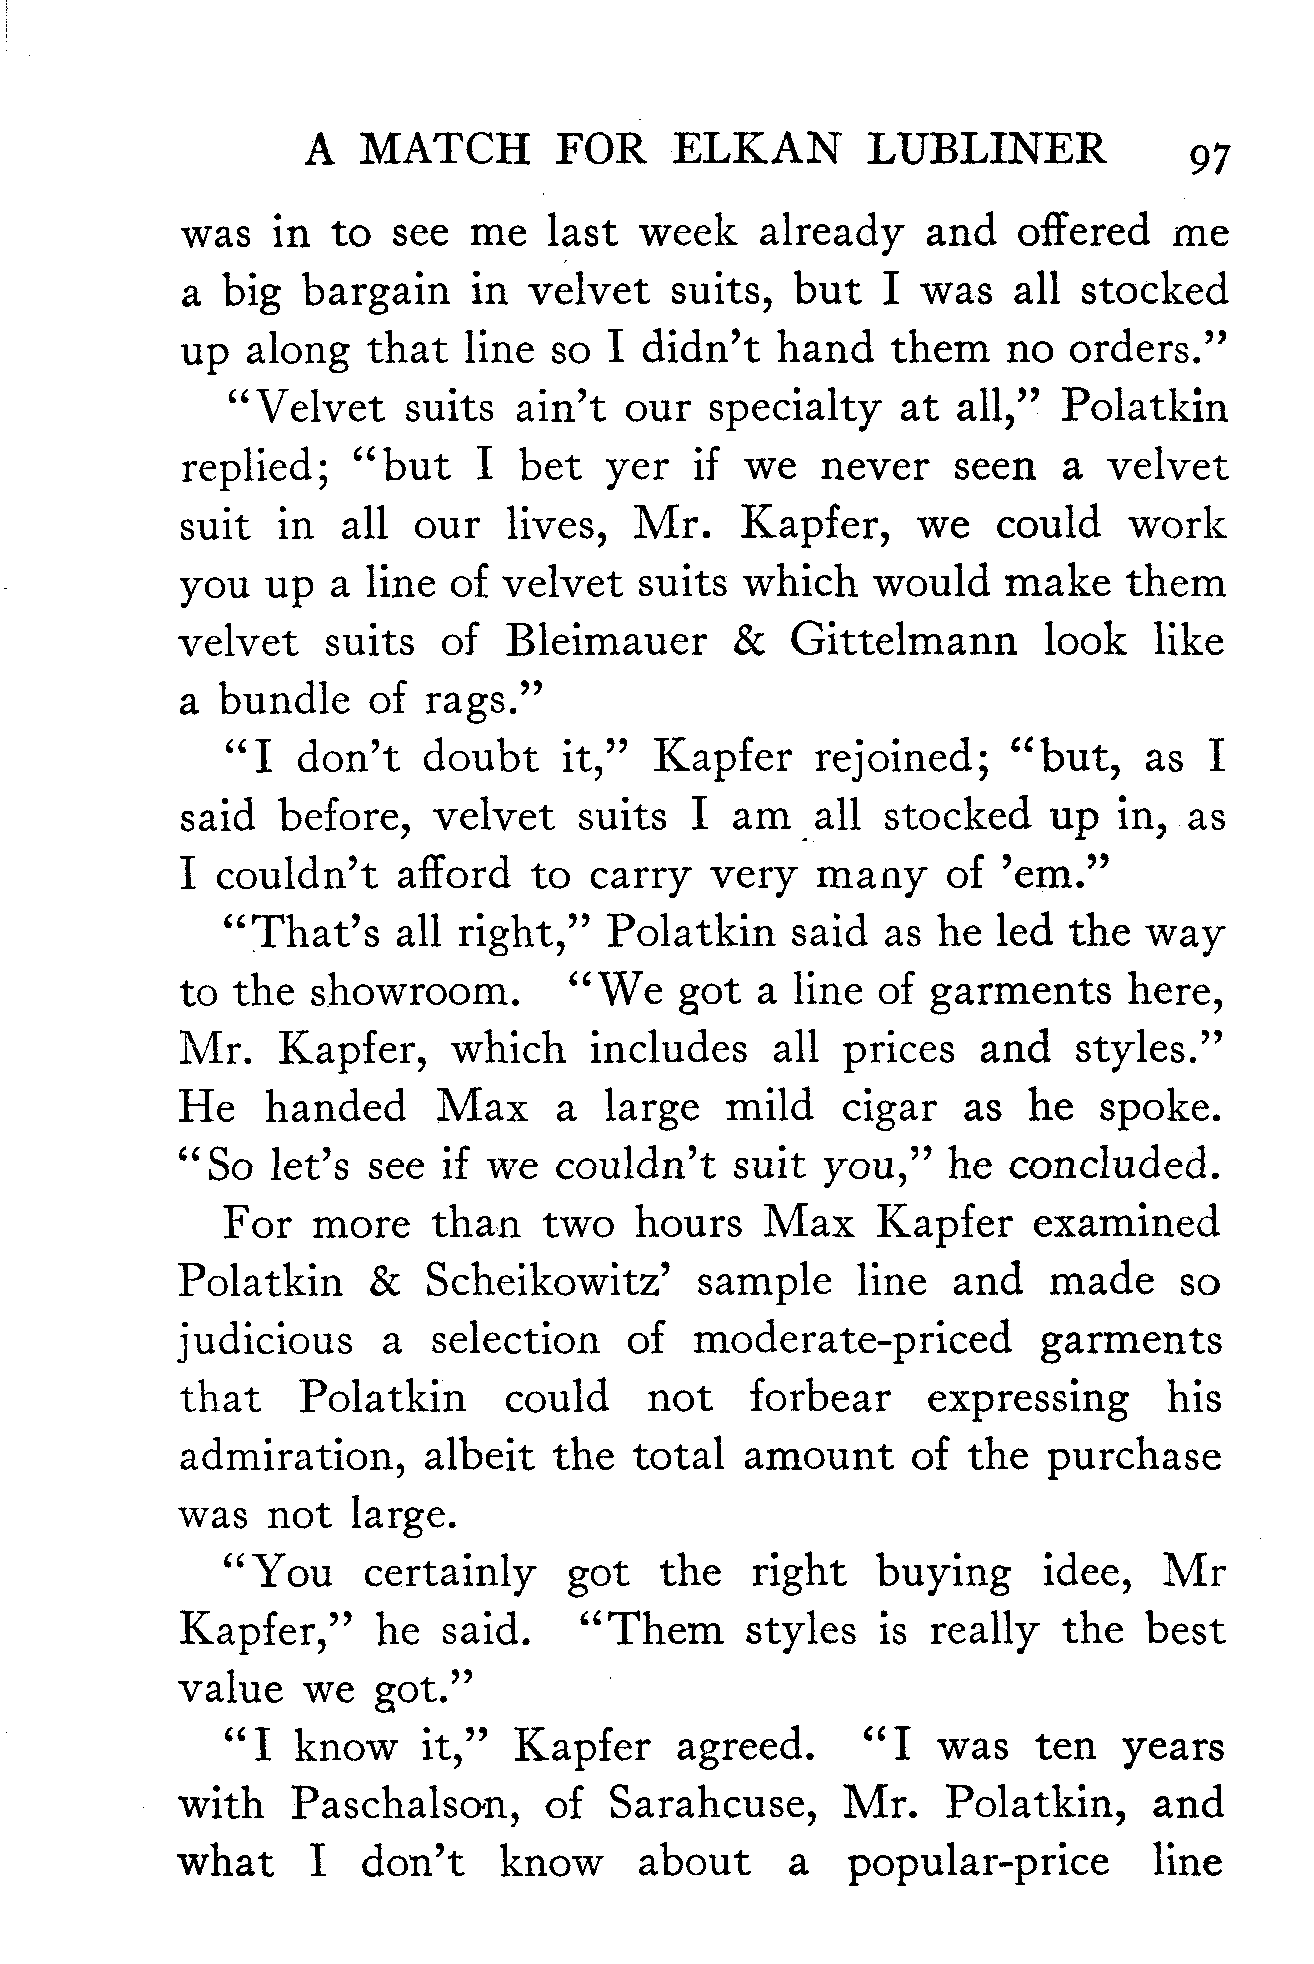 A MATCH FOR ELKAN LUBLINER 97
was in to see me last week already and offered me
a big bargain in velvet suits, but I was all stocked
up along that line so I didn't hand them no orders."
"Velvet suits ain't our specialty at all," Polatkin
replied; "but I bet yer if we never seen a velvet
suit in all our lives, Mr. Kapfer, we could work
you up a line of velvet suits which would make them
velvet suits of Bleimauer & Gittelmann look like
a bundle of rags."
"I don't doubt it," Kapfer rejoined; "but, as I
said before, velvet suits I am all stocked up in, as
I couldn't afford to carry very many of 'em."
"That's all right," Polatkin said as he led the way
to the showroom. "We got a line of garments here,
Mr. Kapfer, which includes all prices and styles."
He handed Max a large mild cigar as he spoke.
"So let's see if we couldn't suit you," he concluded.
For more than two hours Max Kapfer examined
Polatkin & Scheikowitz' sample line and made so
judicious a selection of moderate-priced garments
that Polatkin could not forbear expressing his
admiration, albeit the total amount of the purchase
was not large.
"You certainly got the right buying idee, Mr
Kapfer," he said. "Them styles is really the best
value we got."
"I know it," Kapfer agreed. "I was ten years
with Paschalson, of Sarahcuse, Mr. Polatkin, and
what I don't know about a popular-price line